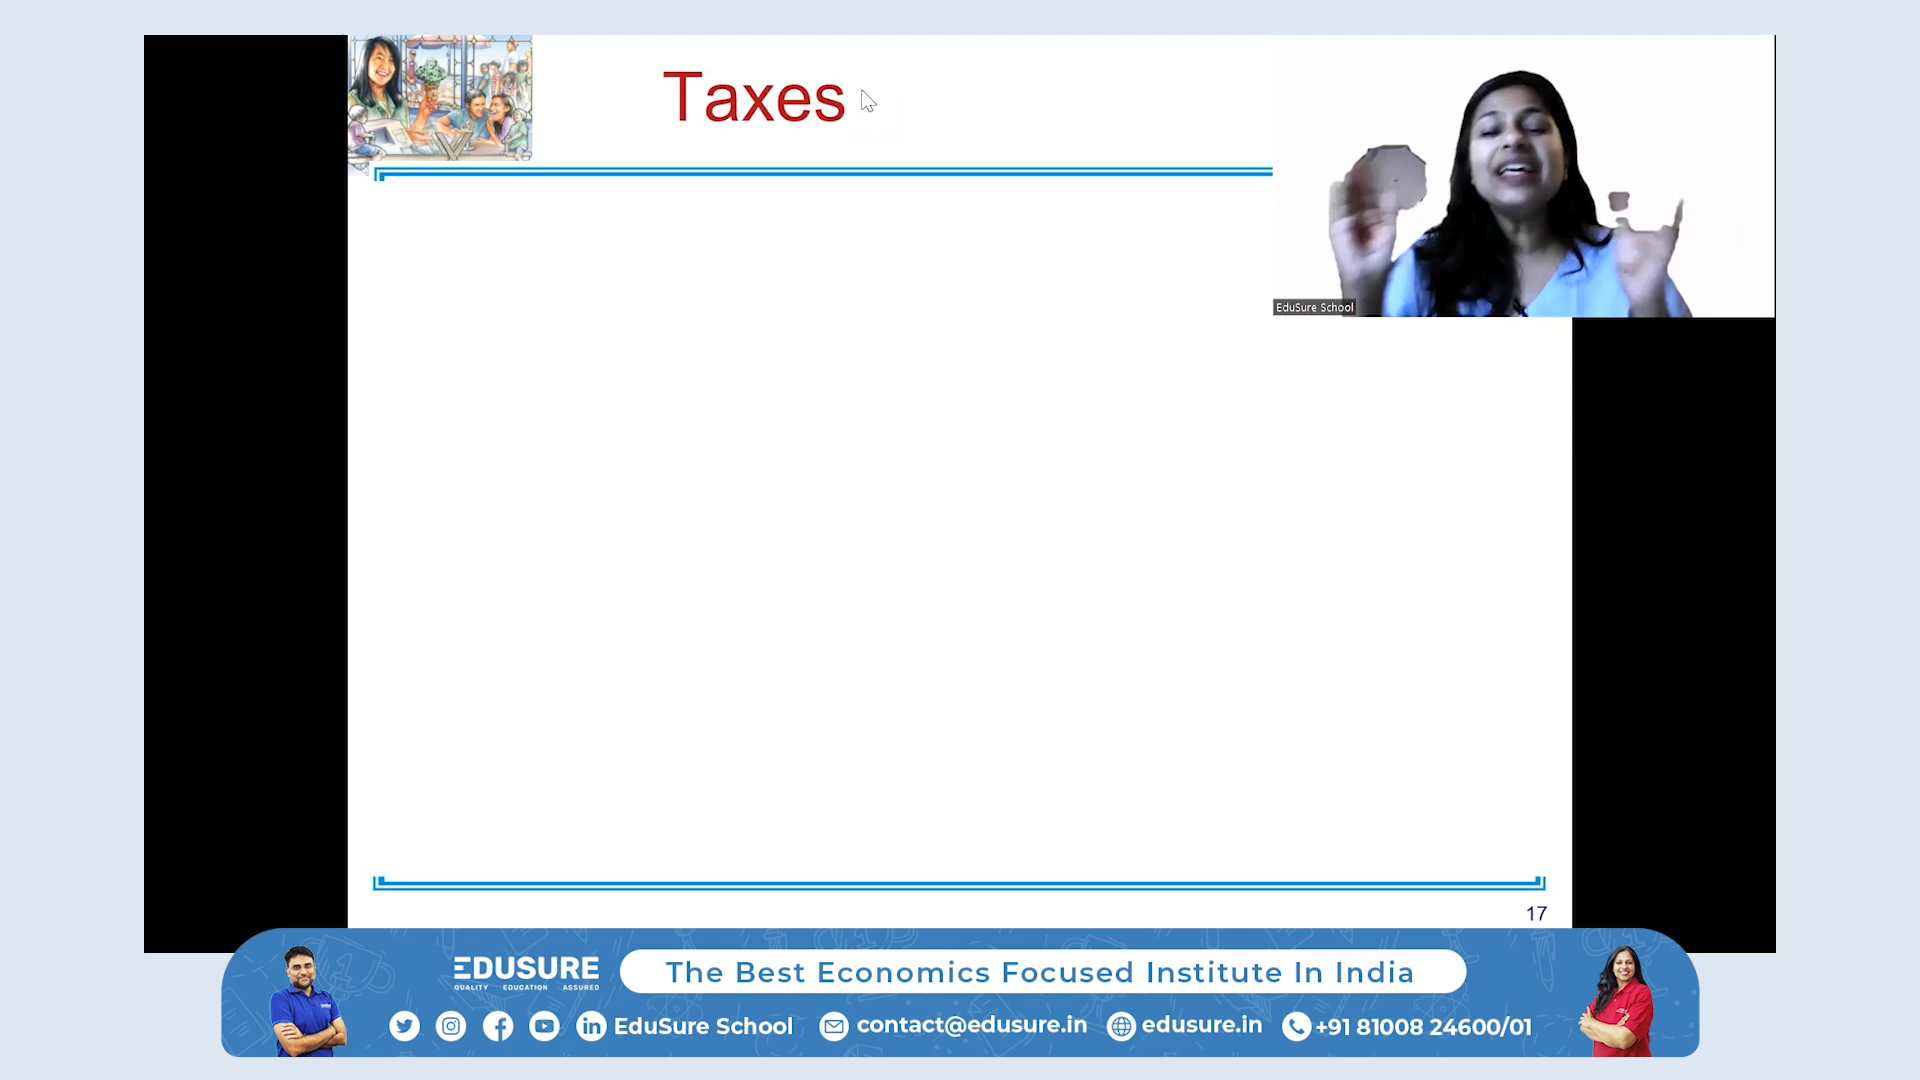 Taxes
EduSure School
17
EDUSURE
QUALITY EDUCATION ASSURED
The Best Economics Focused Institute In India
EduSure School
contact@edusure.in
edusure.in
+91 81008 24600/01